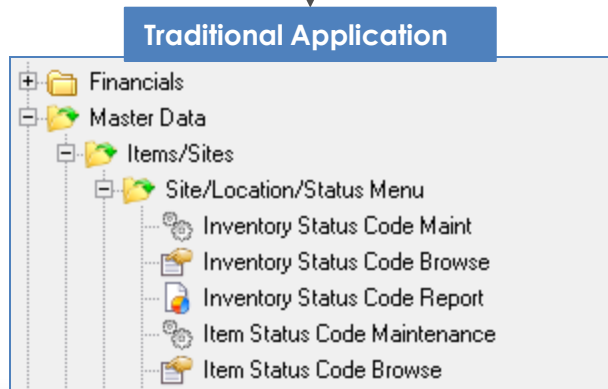 Traditional Application
Financials
Master Data
Items/Sites
Site/Location/Status Menu
Inventory Status Code Maint
Inventory Status Code Browse
Inventory Status Code Report
Item Status Code Maintenance
Item Status Code Browse